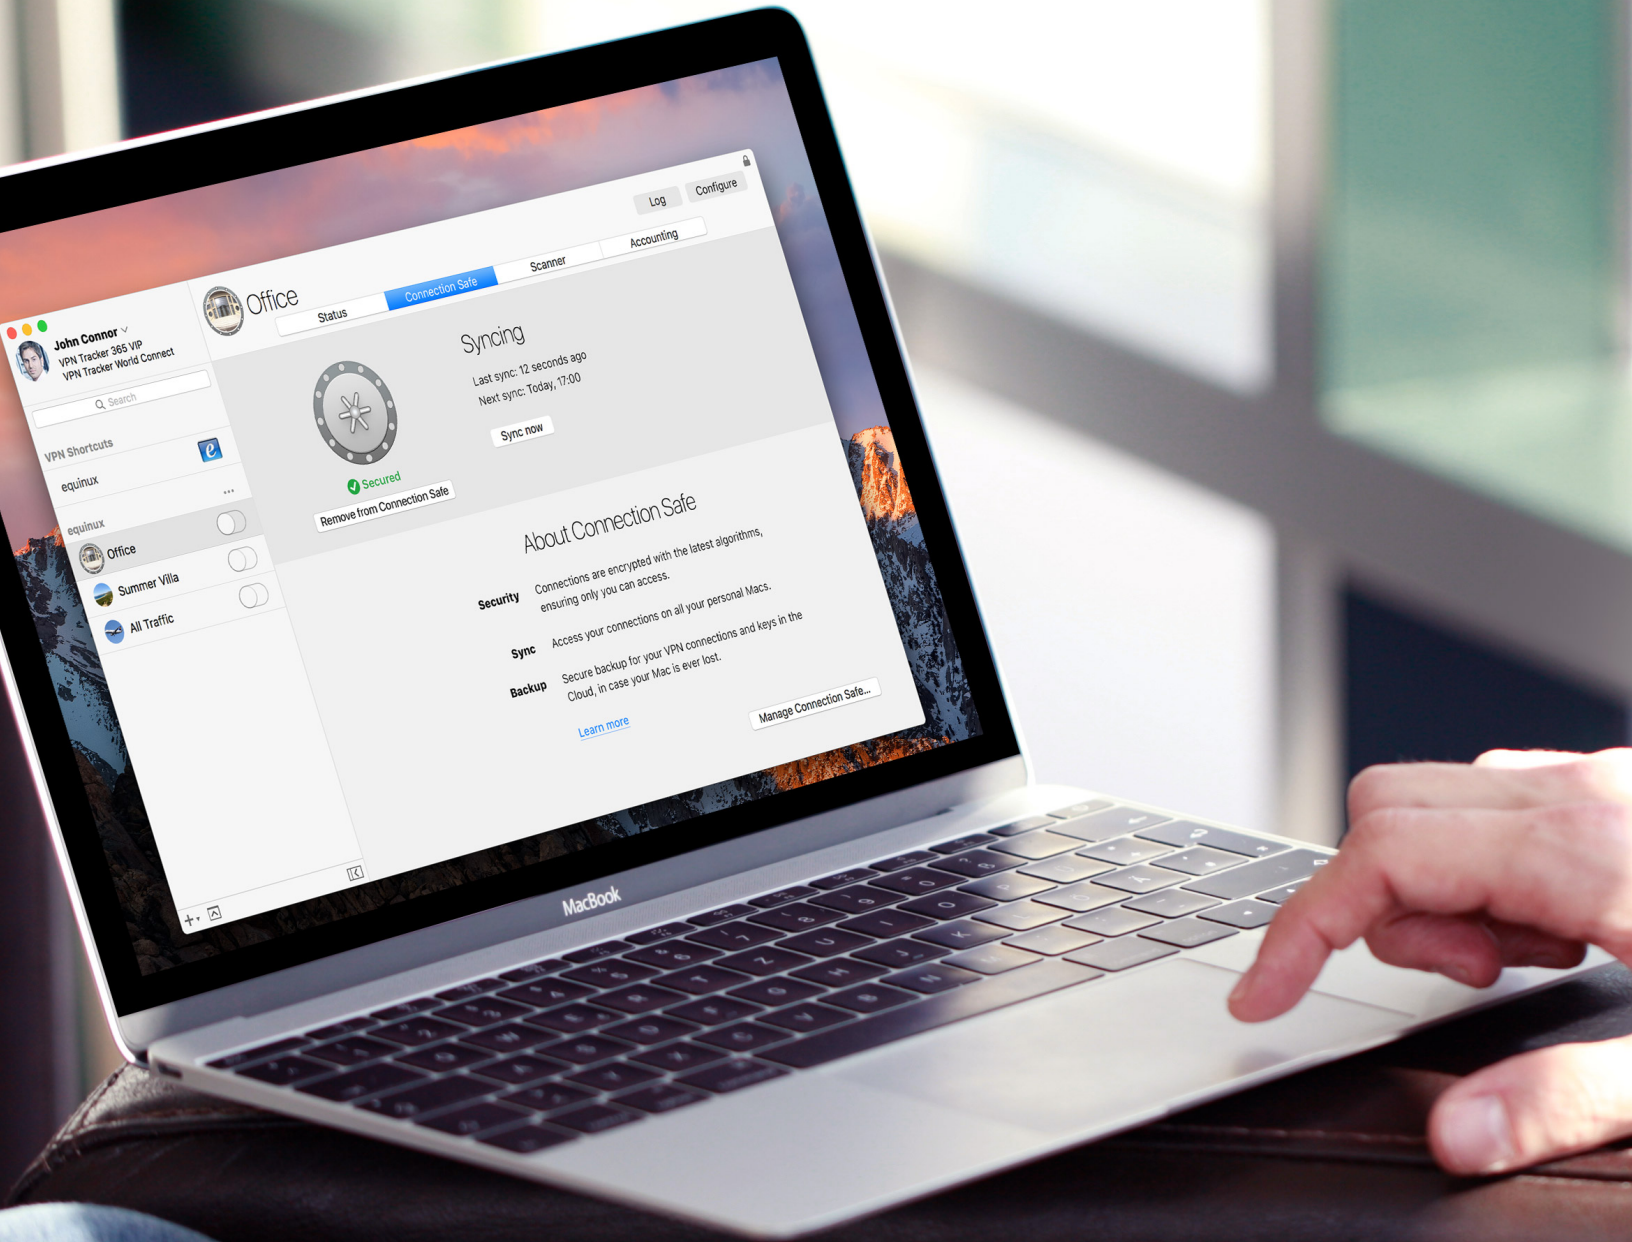 Log
Configure
Office
Status
Connection Safe
Scanner
Accounting
John Connor
VPN Tracker 365 VIP
VPN Tracker World Connect
Search
VPN Shortcuts
equinux
equinux
Office
Summer Villa
All Traffic
Syncing
Last sync: 12 seconds ago
Next sync: Today, 17:00
Sync now
Secured
Remove from Connection Safe
About Connection Safe
Security
Connections are encrypted with the latest algorithms,
ensuring only you can access.
Sync
Access your connections on all your personal Macs.
Backup
Secure backup for your VPN connections and keys in the
Cloud, in case your Mac is ever lost.
Learn more
Manage Connection Safe...
MacBook